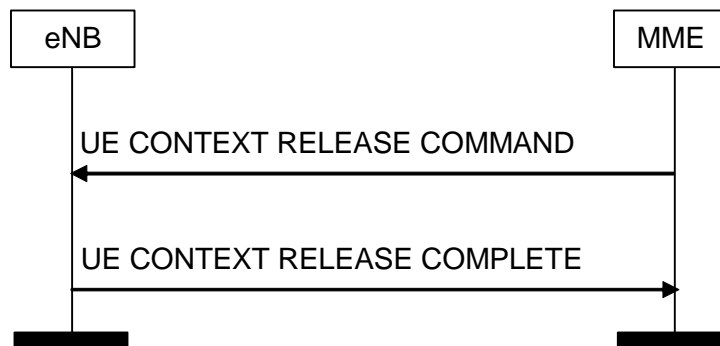 eNB
MME
UE CONTEXT RELEASE COMMAND
UE CONTEXT RELEASE COMPLETE